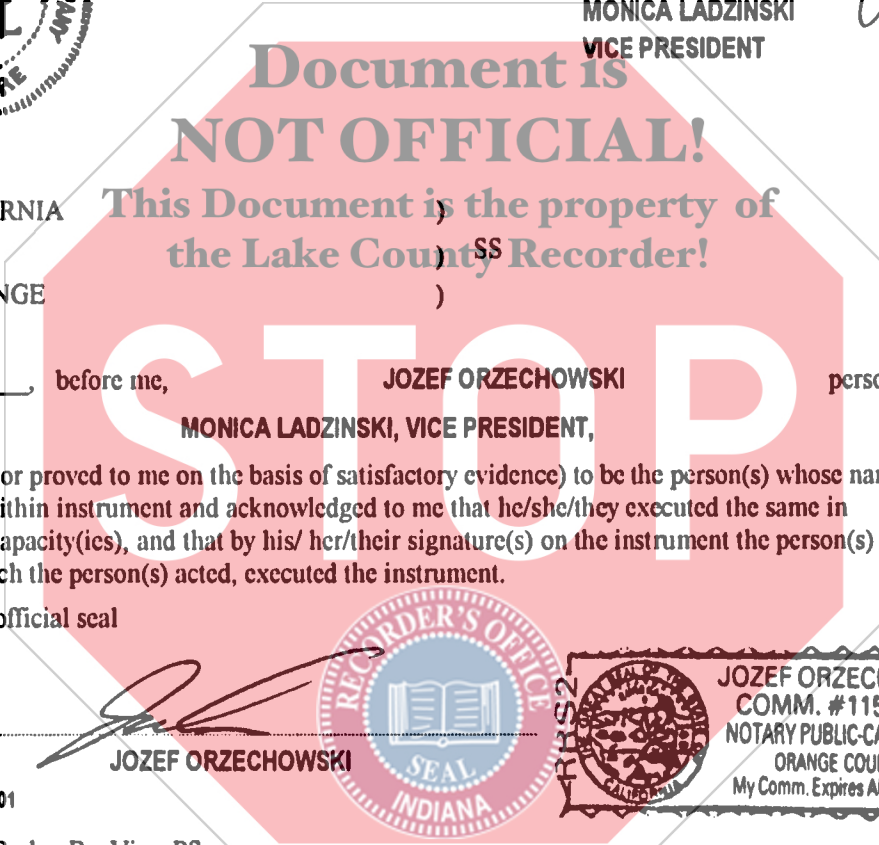 MONICA LADZINSKI
VICE PRESIDENT
Document is
NOT OFFICIAL!
This Document is the property of
the Lake County Recorder!
RNIA )
) SS
NGE )
STOP
, before me, JOZEF ORZECHOWSKI perso
MONICA LADZINSKI, VICE PRESIDENT,
or proved to me on the basis of satisfactory evidence) to be the person(s) whose nar
ithin instrument and acknowledged to me that he/she/they executed the same in
apacity(ies), and that by his/ her/their signature(s) on the instrument the person(s)
ch the person(s) acted, executed the instrument.
official seal
RECORDER'S OFFICE
SEAL
INDIANA
JOZEF ORZECHOWSKI
01
JOZEF ORZECH
COMM. #115
NOTARY PUBLIC-CA
ORANGE COU
My Comm. Expires A
CALIFORNIA